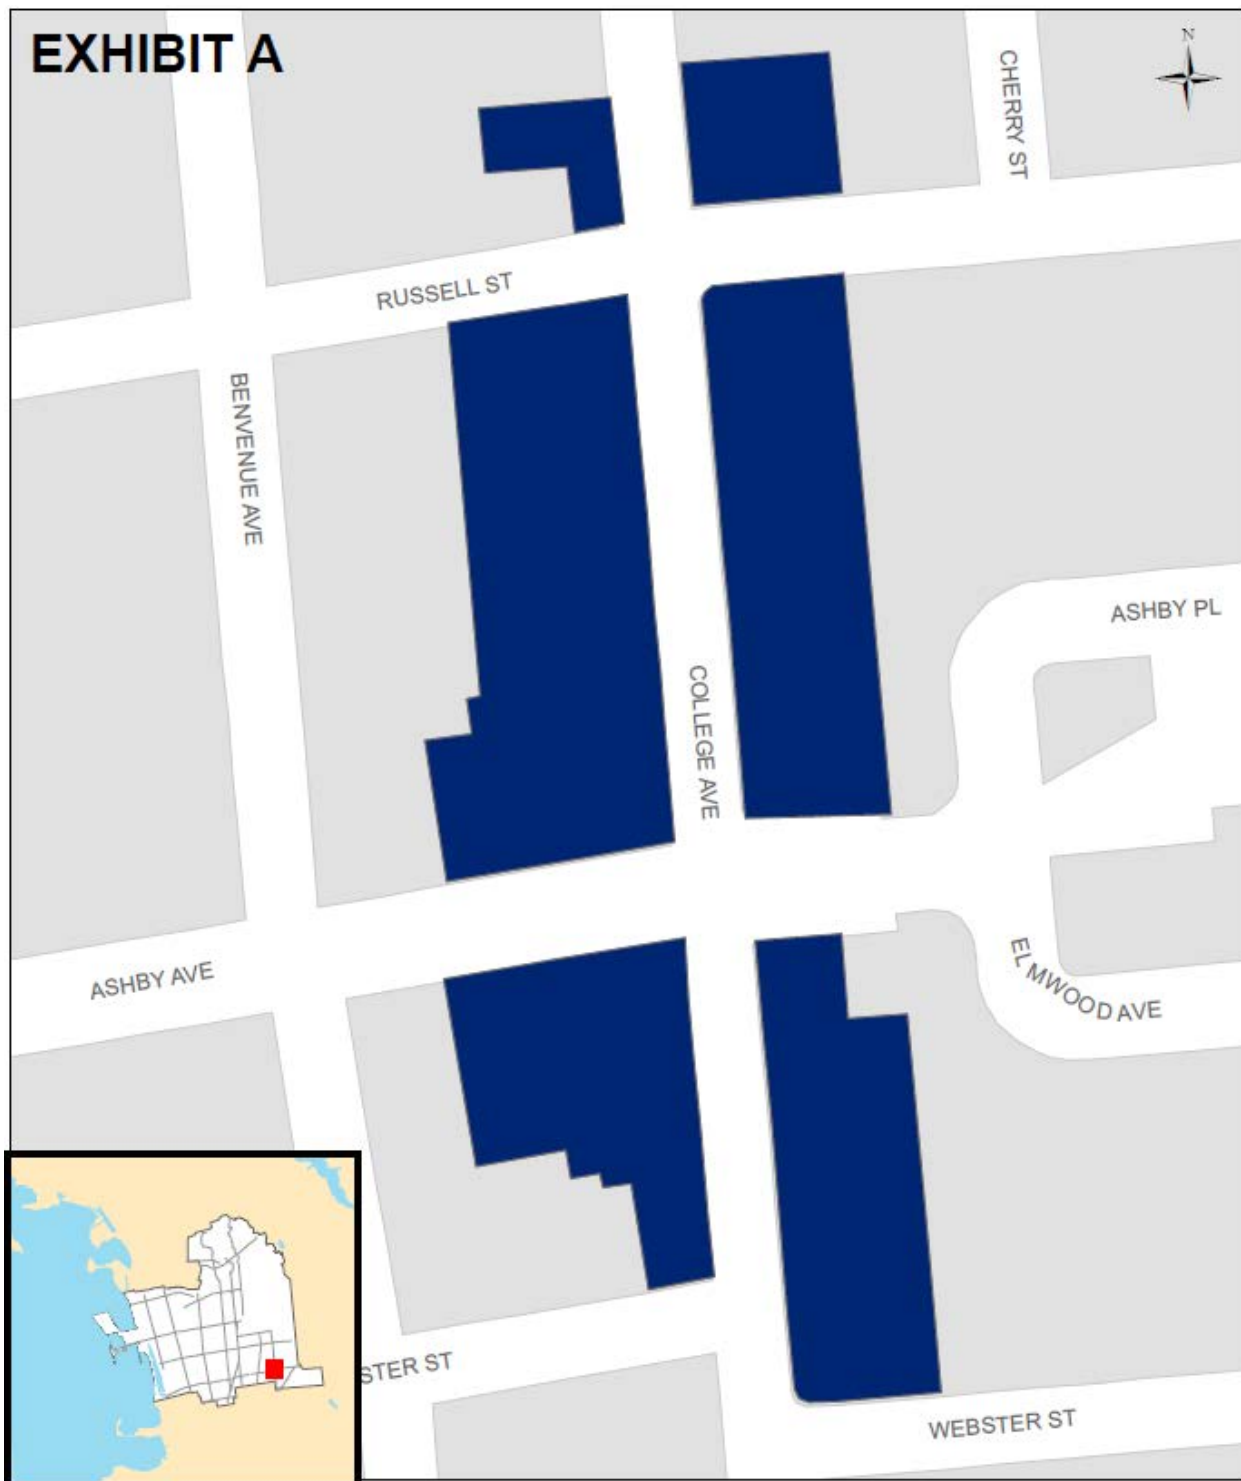 EXHIBIT A
N
CHERRY ST
RUSSELL ST
BENVENUE AVE
ASHBY PL
COLLEGE AVE
ASHBY AVE
ELMWOOD AVE
STER ST
WEBSTER ST